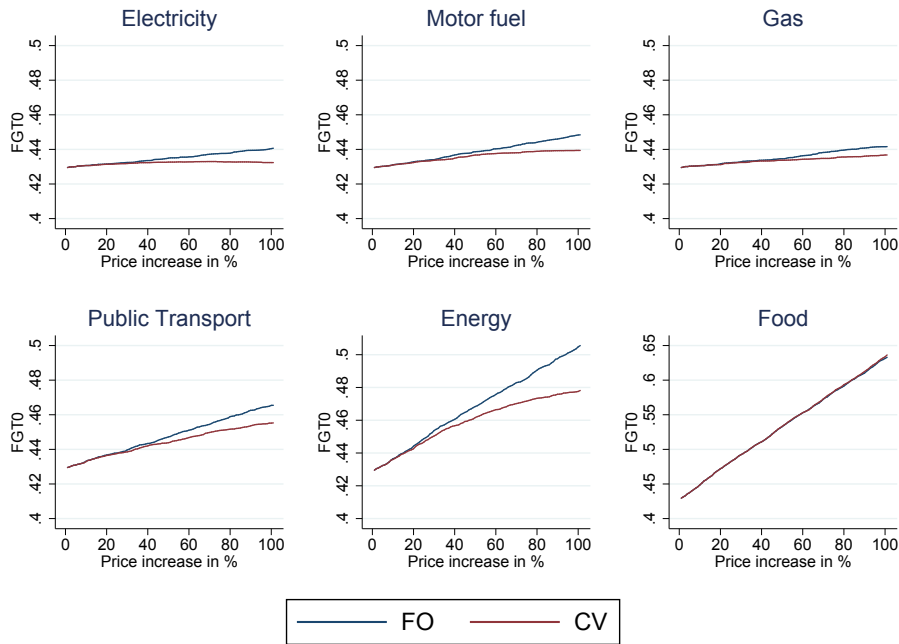 Electricity
FGT0
.4 .42 .44 .46 .48 .5
0 20 40 60 80 100
Price increase in %
Motor fuel
FGT0
.4 .42 .44 .46 .48 .5
0 20 40 60 80 100
Price increase in %
Gas
FGT0
.4 .42 .44 .46 .48 .5
0 20 40 60 80 100
Price increase in %
Public Transport
FGT0
.4 .42 .44 .46 .48 .5
0 20 40 60 80 100
Price increase in %
Energy
FGT0
.4 .42 .44 .46 .48 .5
0 20 40 60 80 100
Price increase in %
Food
FGT0
.4 .45 .5 .55 .6 .65
0 20 40 60 80 100
Price increase in %
FO CV